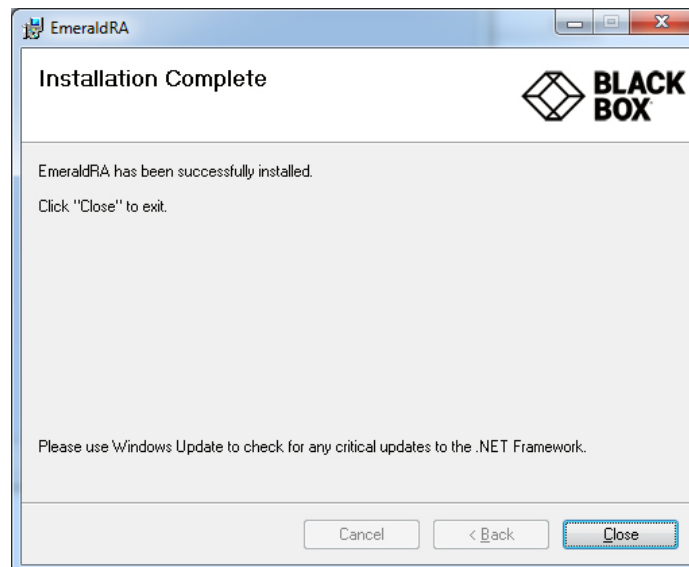 EmeraldRA
Installation Complete
BLACK
BOX
EmeraldRA has been successfully installed.
Click "Close" to exit.
Please use Windows Update to check for any critical updates to the .NET Framework.
Cancel
< Back
Close